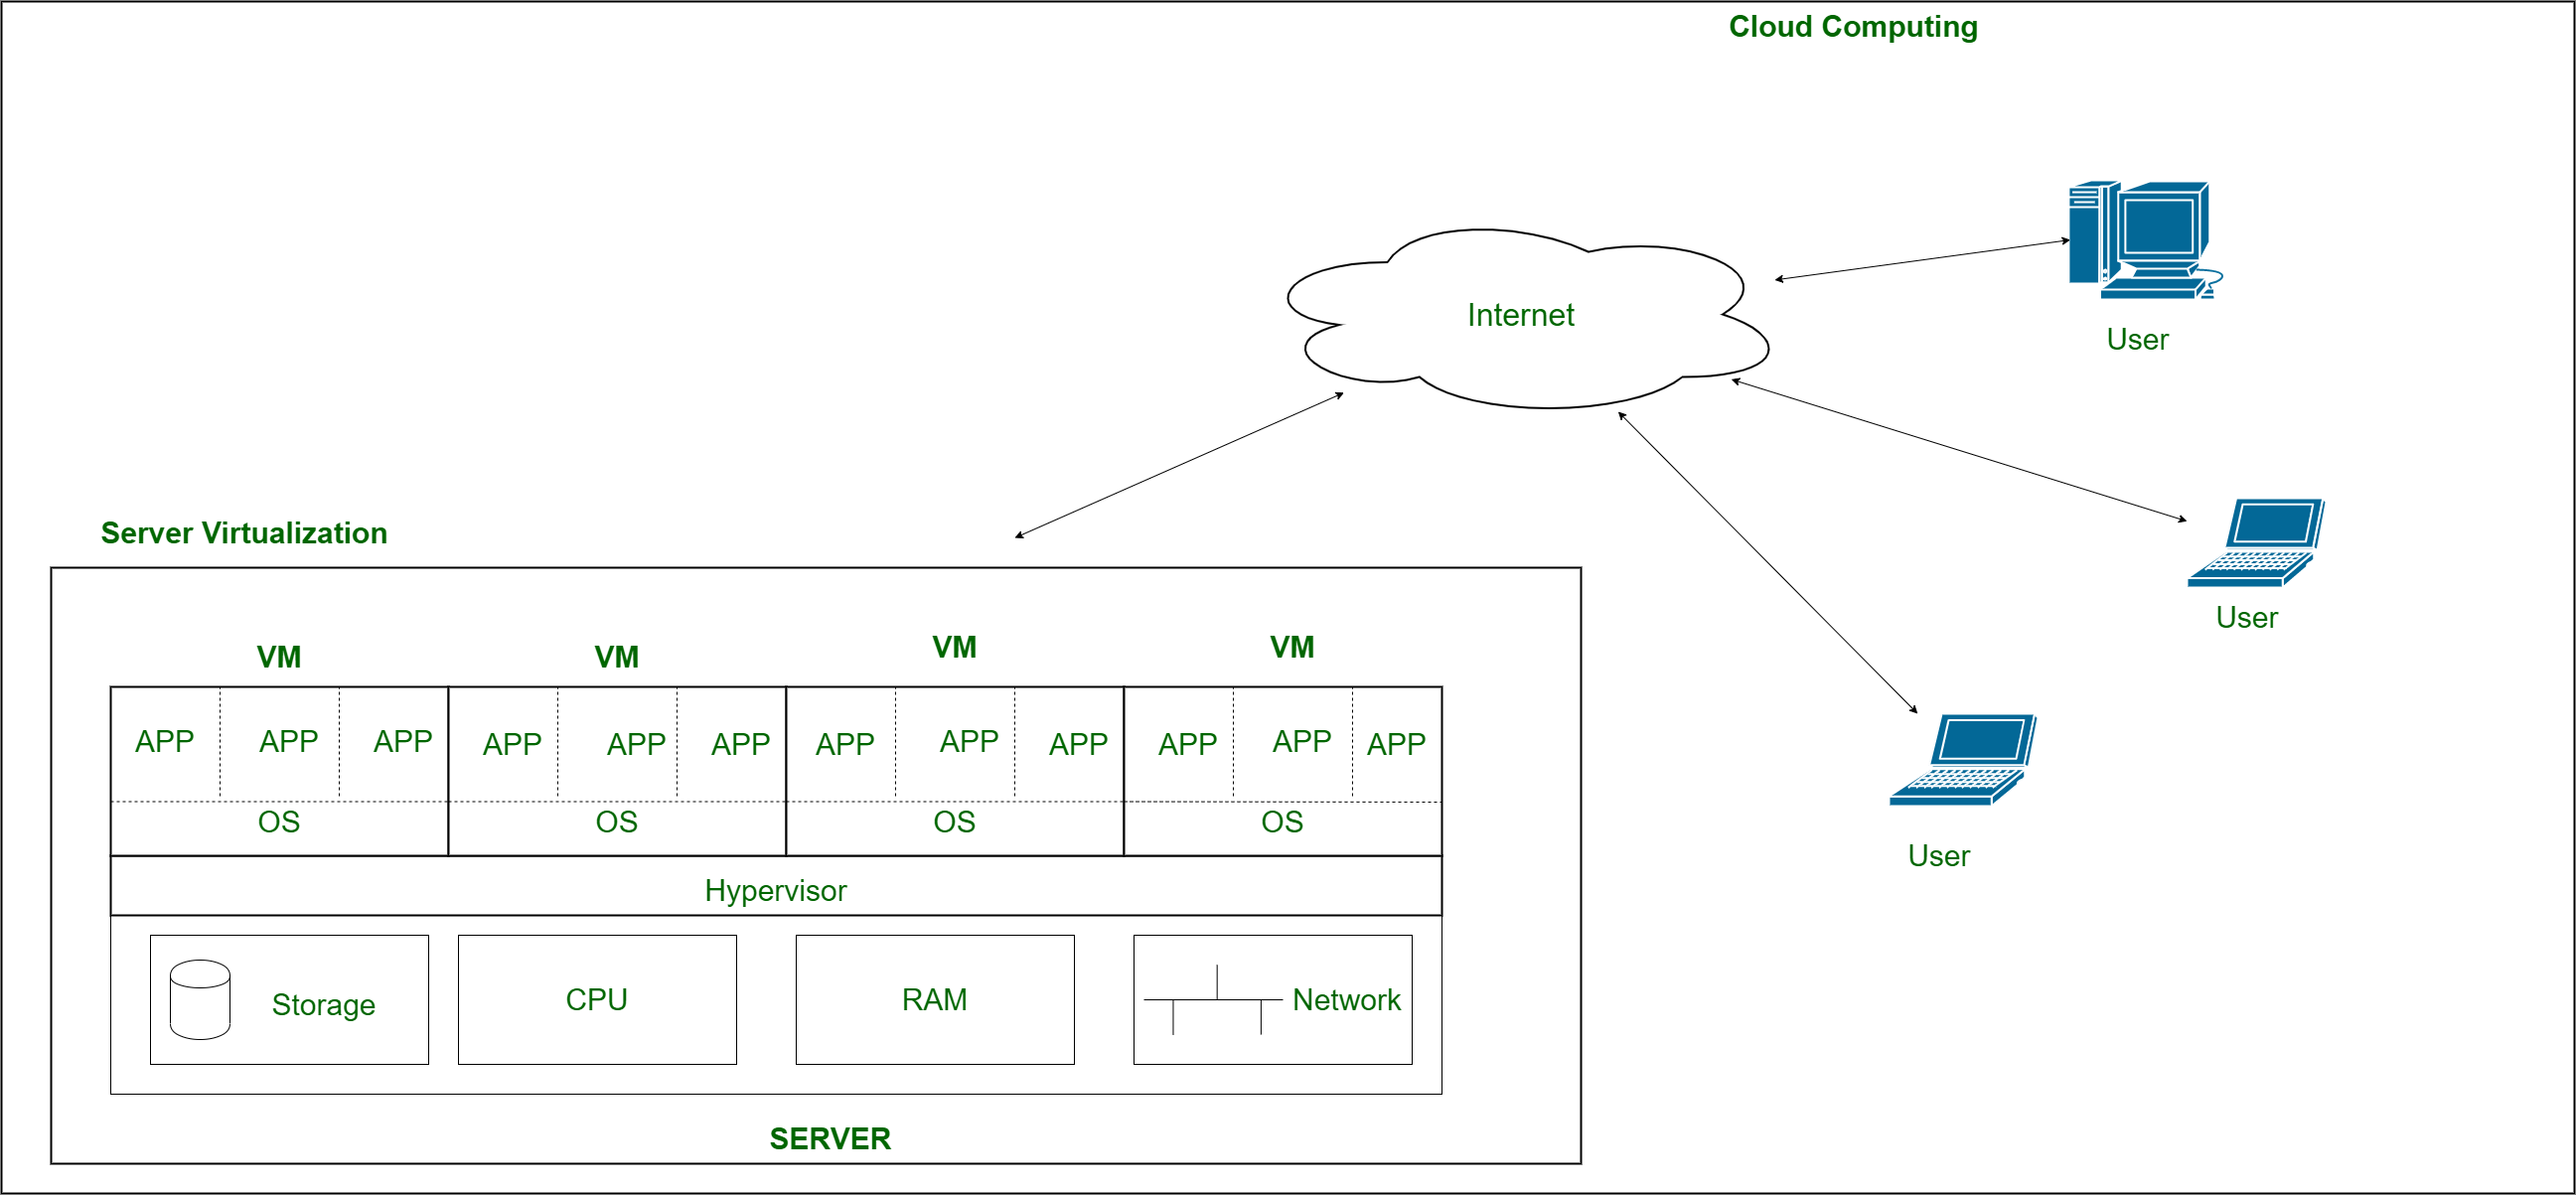 Cloud Computing
Internet
User
User
User
Server Virtualization
VM VM VM VM
APP APP APP APP APP APP APP APP APP APP APP APP
OS OS OS OS
Hypervisor
Storage CPU RAM Network
SERVER